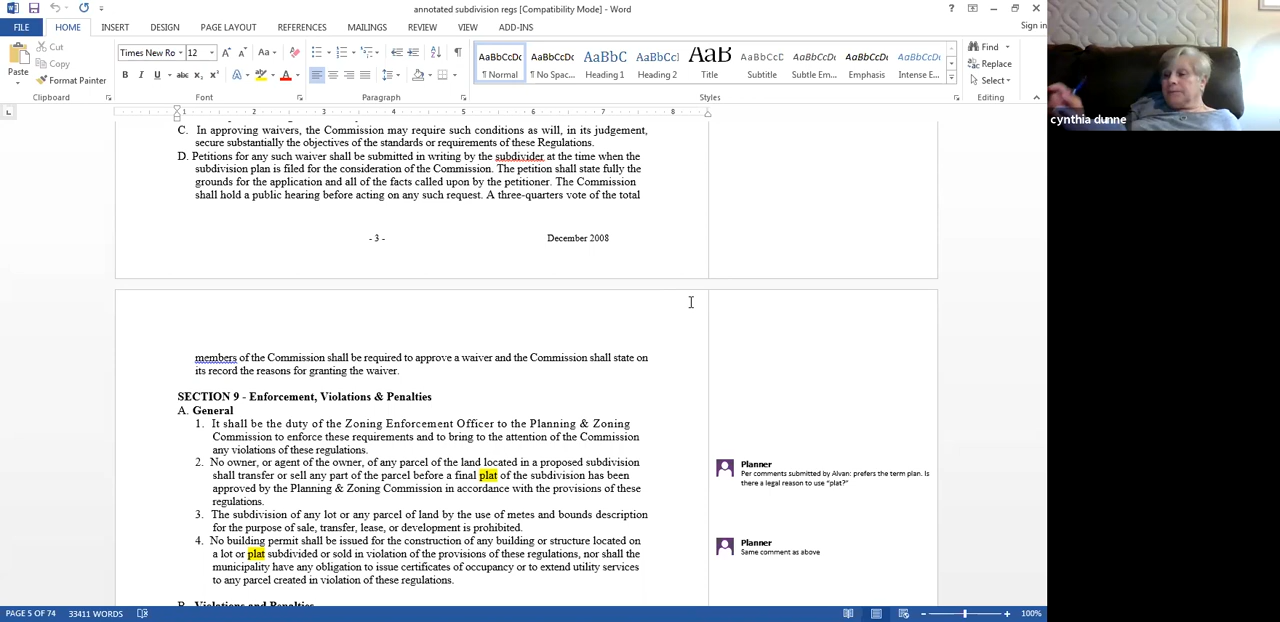 annotated subdivision regs [Compatibility Mode] - Word
Sign in
FILE HOME INSERT DESIGN PAGE LAYOUT REFERENCES MAILINGS REVIEW VIEW ADD-INS
Paste
Cut
Copy
Format Painter
Times New Ro 12
AaBbCcDc AaBbCcDc AaBbC AaBbCcI AaB AaBbCcD AaBbCcDc AaBbCcDc AaBbCcDc
¶ Normal ¶ No Spac... Heading 1 Heading 2 Title Subtitle Subtle Em... Emphasis Intense E...
Find
Replace
Select
Clipboard Font Paragraph Styles Editing
cynthia dunne
C. In approving waivers, the Commission may require such conditions as will, in its judgement,
secure substantially the objectives of the standards or requirements of these Regulations.
D. Petitions for any such waiver shall be submitted in writing by the subdivider at the time when the
subdivision plan is filed for the consideration of the Commission. The petition shall state fully the
grounds for the application and all of the facts called upon by the petitioner. The Commission
shall hold a public hearing before acting on any such request. A three-quarters vote of the total
- 3 - December 2008
members of the Commission shall be required to approve a waiver and the Commission shall state on
its record the reasons for granting the waiver.
SECTION 9 - Enforcement, Violations & Penalties
A. General
1. It shall be the duty of the Zoning Enforcement Officer to the Planning & Zoning
Commission to enforce these requirements and to bring to the attention of the Commission
any violations of these regulations.
2. No owner, or agent of the owner, of any parcel of the land located in a proposed subdivision
shall transfer or sell any part of the parcel before a final plat of the subdivision has been
approved by the Planning & Zoning Commission in accordance with the provisions of these
regulations.
3. The subdivision of any lot or any parcel of land by the use of metes and bounds description
for the purpose of sale, transfer, lease, or development is prohibited.
4. No building permit shall be issued for the construction of any building or structure located on
a lot or plat subdivided or sold in violation of the provisions of these regulations, nor shall the
municipality have any obligation to issue certificates of occupancy or to extend utility services
to any parcel created in violation of these regulations.
B. Violations and Penalties
Planner
Per comments submitted by Alvan: prefers the term plan. Is
there a legal reason to use "plat?"
Planner
Same comment as above
PAGE 5 OF 74 33411 WORDS 100%